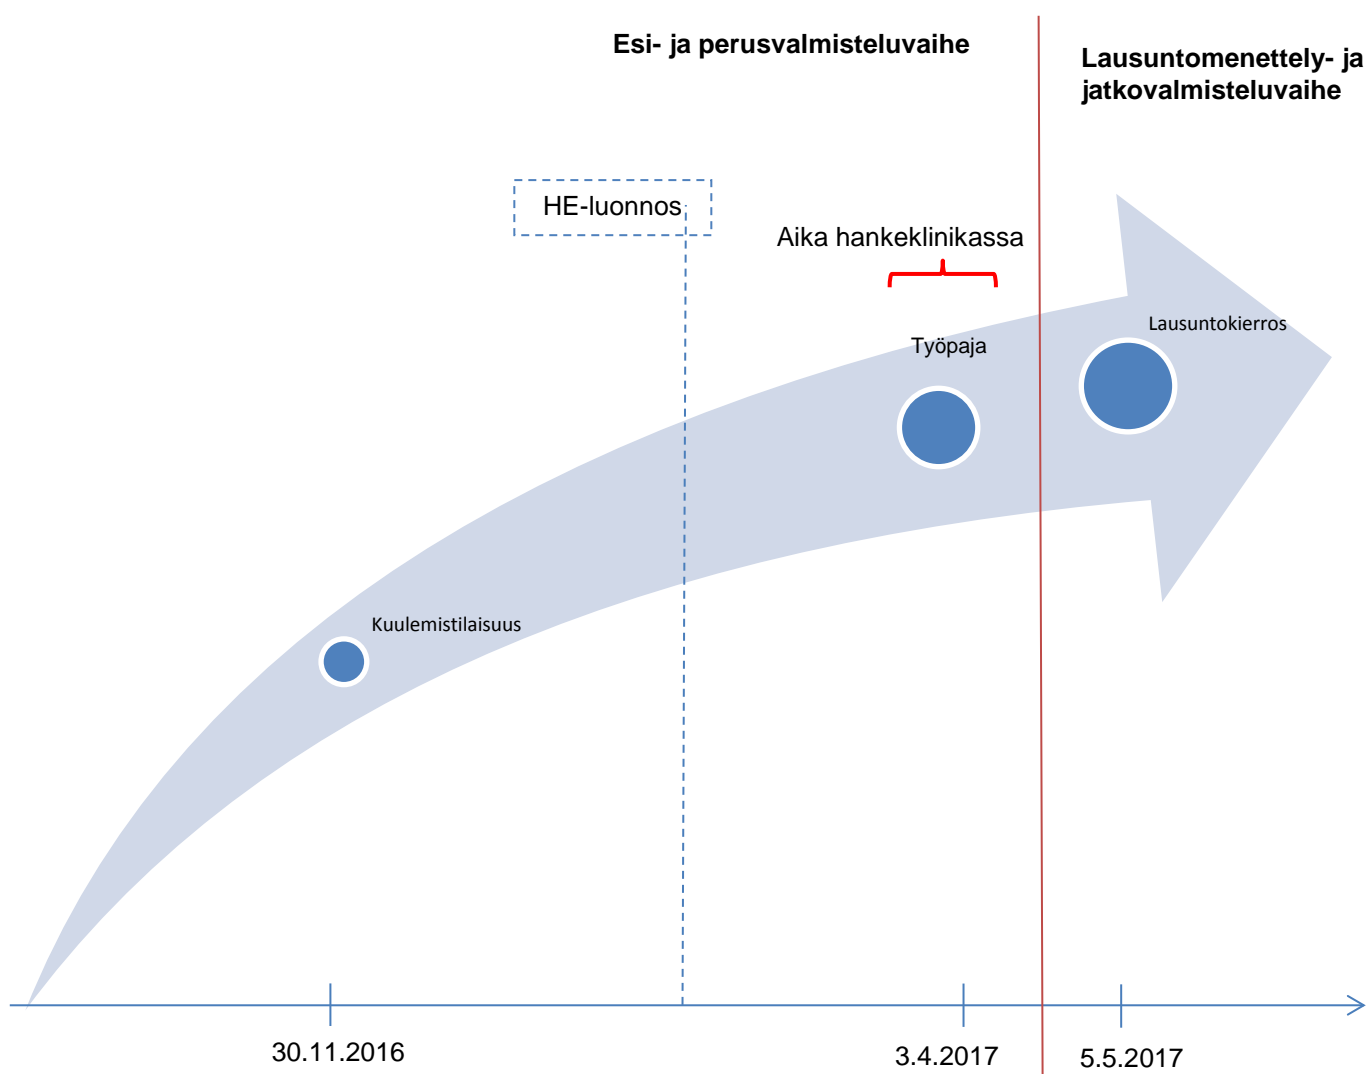 Esi- ja perusvalmisteluvaihe
Lausuntomenettely- ja
jatkovalmisteluvaihe
HE-luonnos
Aika hankeklinikassa
Lausuntokierros
Työpaja
Kuulemistilaisuus
30.11.2016
3.4.2017
5.5.2017